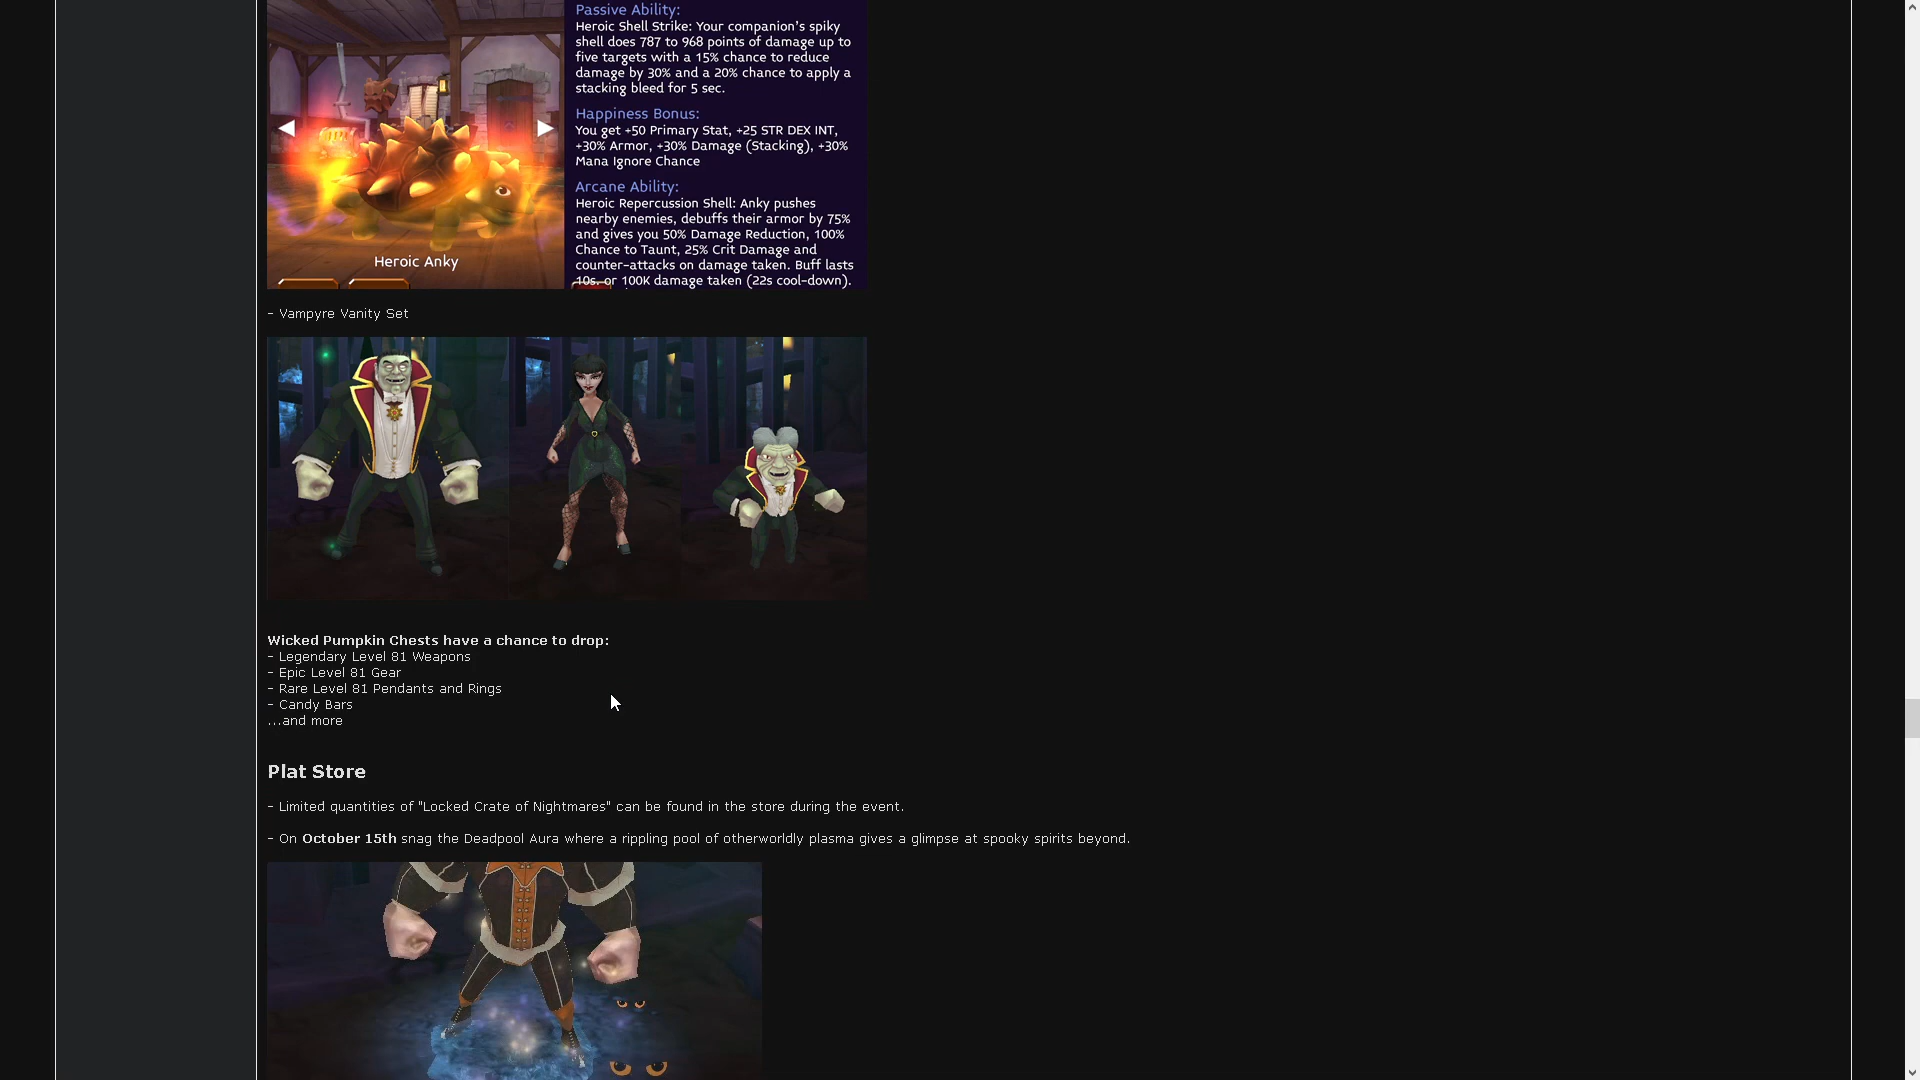 Passive Ability:
Heroic Shell Strike: Your companion's spiky
shell does 787 to 968 points of damage up to
five targets with a 15% chance to reduce
damage by 30% and a 20% chance to apply a
stacking bleed for 5 sec.
Happiness Bonus:
You get +50 Primary Stat, +25 STR DEX INT,
+30% Armor, +30% Damage (Stacking), +30%
Mana Ignore Chance
Arcane Ability:
Heroic Repercussion Shell: Anky pushes
nearby enemies, debuffs their armor by 75%
and gives you 50% Damage Reduction, 100%
Chance to Taunt, 25% Crit Damage and
counter-attacks on damage taken. Buff lasts
10s. or 100K damage taken (22s cool-down).
Heroic Anky
- Vampyre Vanity Set
Wicked Pumpkin Chests have a chance to drop:
- Legendary Level 81 Weapons
- Epic Level 81 Gear
- Rare Level 81 Pendants and Rings
- Candy Bars
...and more
Plat Store
- Limited quantities of "Locked Crate of Nightmares" can be found in the store during the event.
- On October 15th snag the Deadpool Aura where a rippling pool of otherworldly plasma gives a glimpse at spooky spirits beyond.